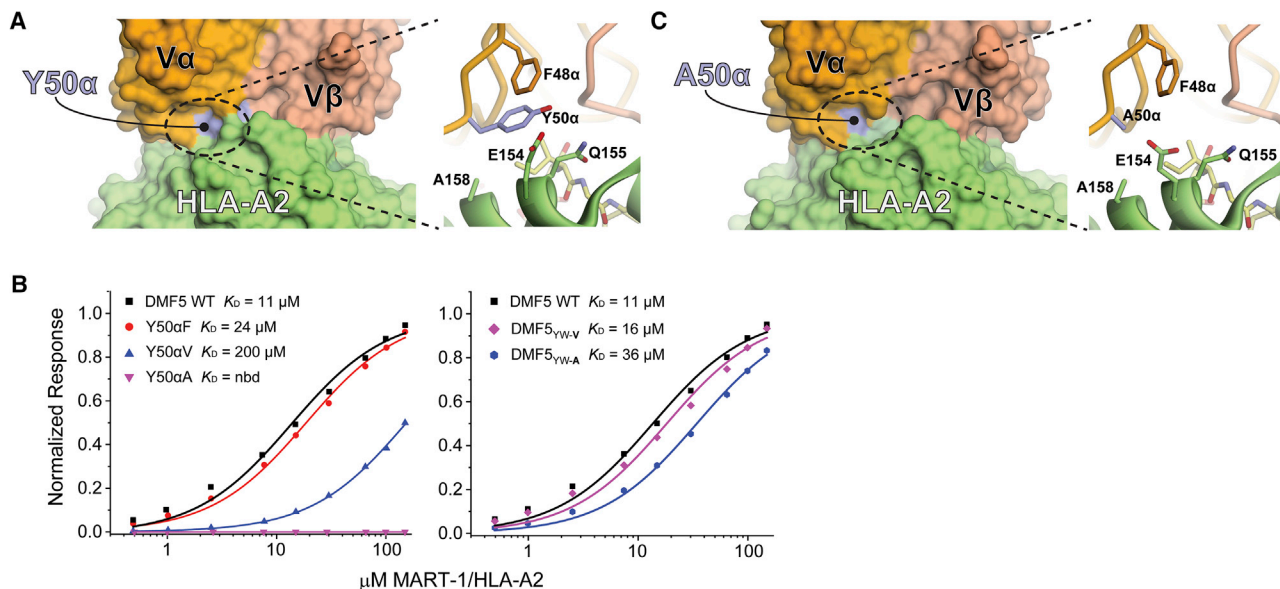 A
Vα
Y50α
Vβ
HLA-A2
F48α
Y50α
E154
Q155
A158
C
Vα
A50α
Vβ
HLA-A2
F48α
A50α
E154
Q155
A158
B
Normalized Response
1.0
0.8
0.6
0.4
0.2
0.0
DMF5 WT KD = 11 μM
Y50αF KD = 24 μM
Y50αV KD = 200 μM
Y50αA KD = nbd
1 10 100
1.0
0.8
0.6
0.4
0.2
0.0
DMF5 WT KD = 11 μM
DMF5YW-V KD = 16 μM
DMF5YW-A KD = 36 μM
1 10 100
μM MART-1/HLA-A2